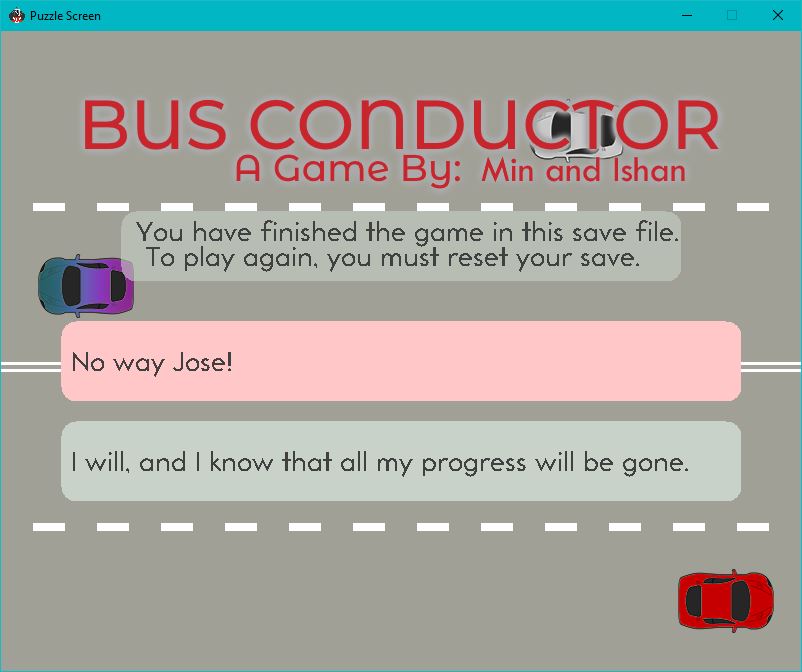 Puzzle Screen
BUS CONDUCTOR
A Game By: Min and Ishan
You have finished the game in this save file.
To play again, you must reset your save.
No way Jose!
I will, and I know that all my progress will be gone.